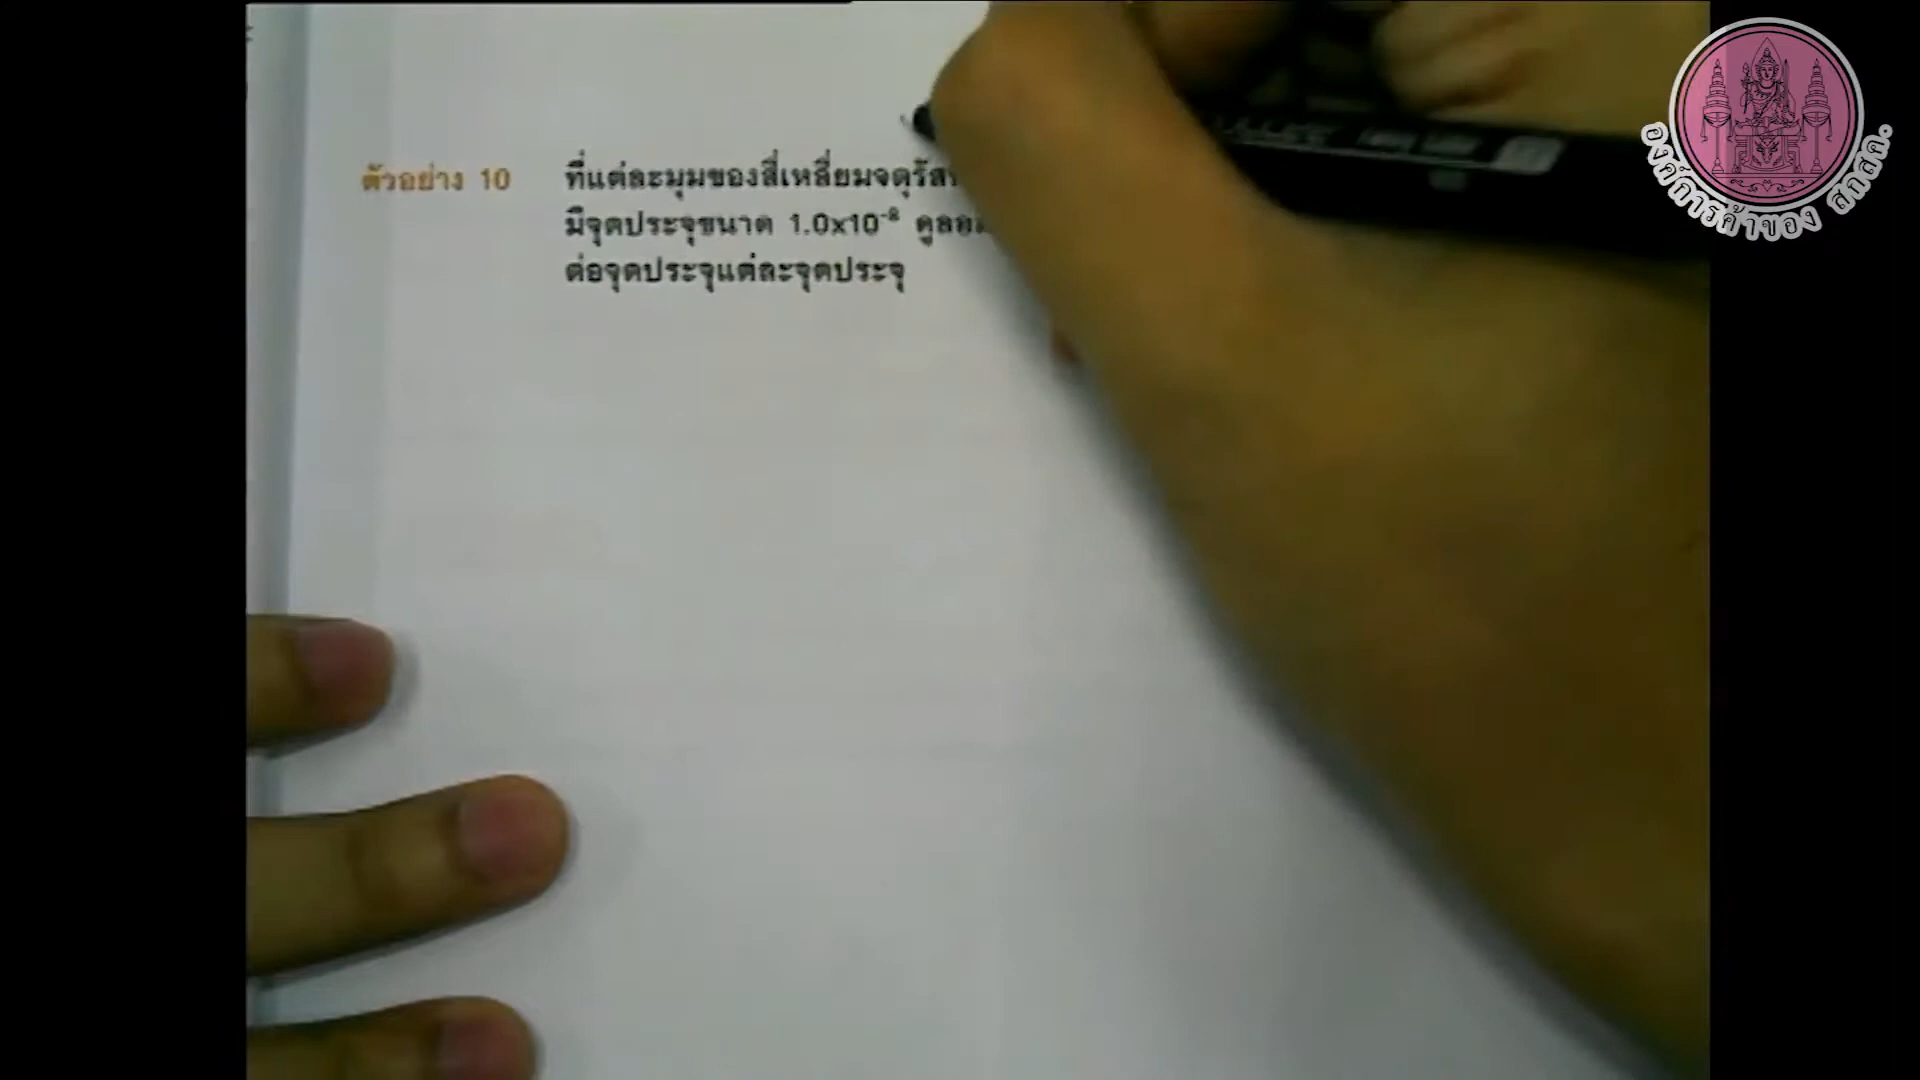 ตัวอย่าง 10 ที่แต่ละมุมของสี่เหลี่ยมจตุรัส
มีจุดประจุขนาด 1.0x10⁻⁸
ต่อจุดประจุแต่ละจุดประจุ
องค์การค้าของ สกสค.